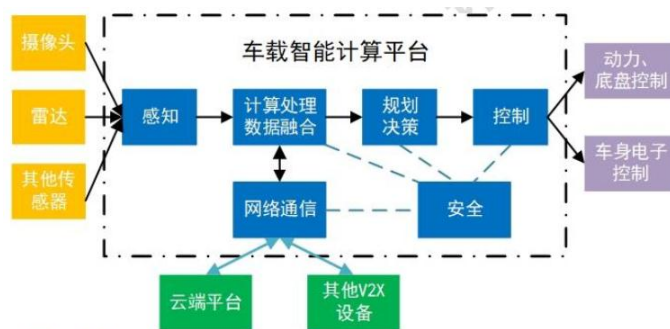 车载智能计算平台
摄像头
雷达
其他传
感器
感知
计算处理
数据融合
规划
决策
控制
动力、
底盘控制
车身电子
控制
网络通信
安全
云端平台
其他V2X
设备